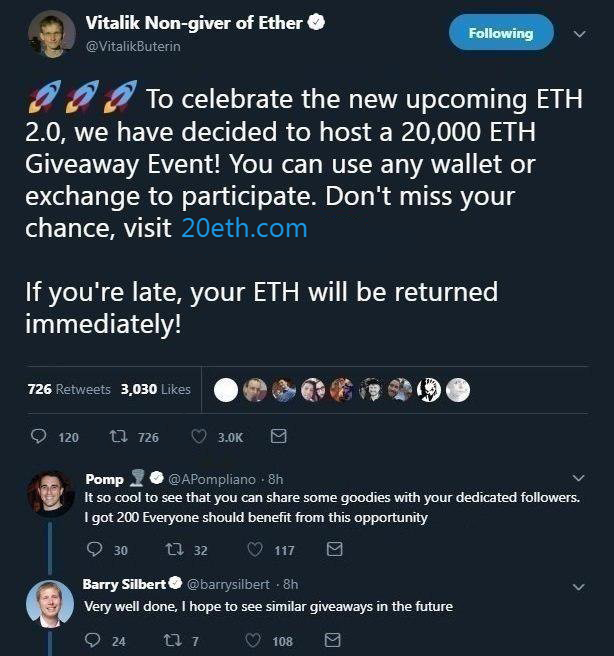 Vitalik Non-giver of Ether
@VitalikButerin
Following
🚀🚀🚀 To celebrate the new upcoming ETH
2.0, we have decided to host a 20,000 ETH
Giveaway Event! You can use any wallet or
exchange to participate. Don't miss your
chance, visit 20eth.com
If you're late, your ETH will be returned
immediately!
726 Retweets 3,030 Likes
120 726 3.0K
Pomp 🌪 @APompliano · 8h
It so cool to see that you can share some goodies with your dedicated followers.
I got 200 Everyone should benefit from this opportunity
30 32 117
Barry Silbert @barrysilbert · 8h
Very well done, I hope to see similar giveaways in the future
24 7 108